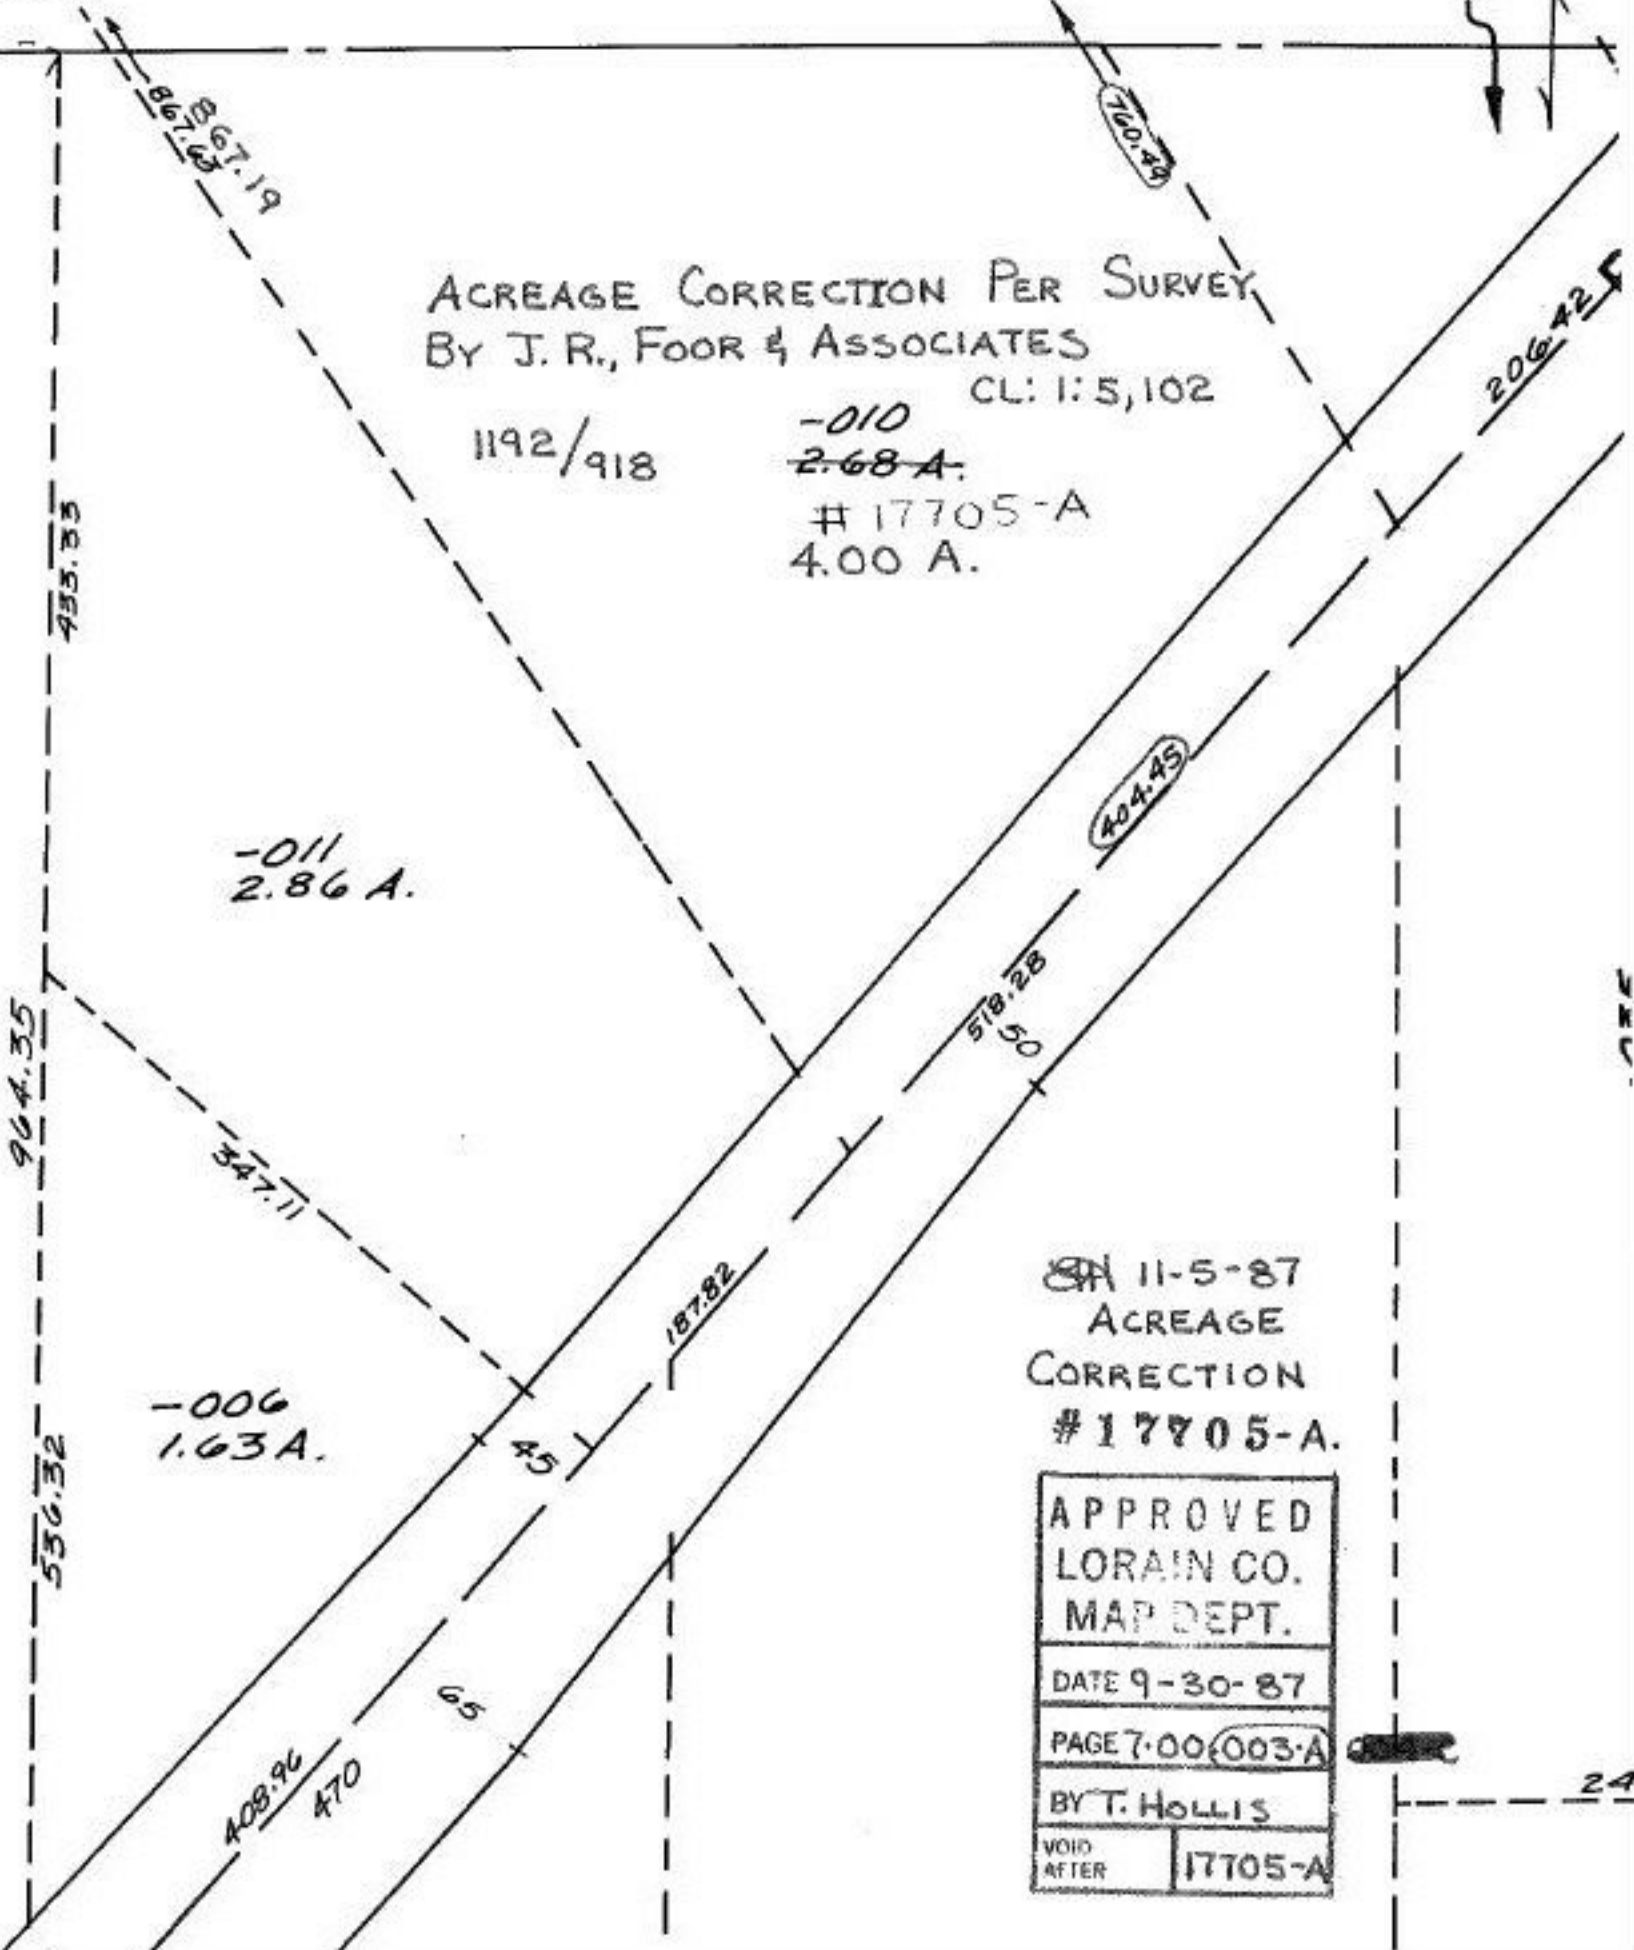 867.63
867.19
760.49
ACREAGE CORRECTION PER SURVEY
BY J. R., FOOR & ASSOCIATES
CL: 1: 5,102
1192/918
-010
2.68 A.
# 17705-A
4.00 A.
206.42
433.33
404.45
-011
2.86 A.
518.28
50
964.35
347.11
187.82
-006
1.63 A.
45
536.32
65
408.96
470
11-5-87
ACREAGE
CORRECTION
#17705-A.
APPROVED
LORAIN CO.
MAP DEPT.
DATE 9-30-87
PAGE 7.00.003.A
BY T. HOLLIS
VOID
AFTER
17705-A
24